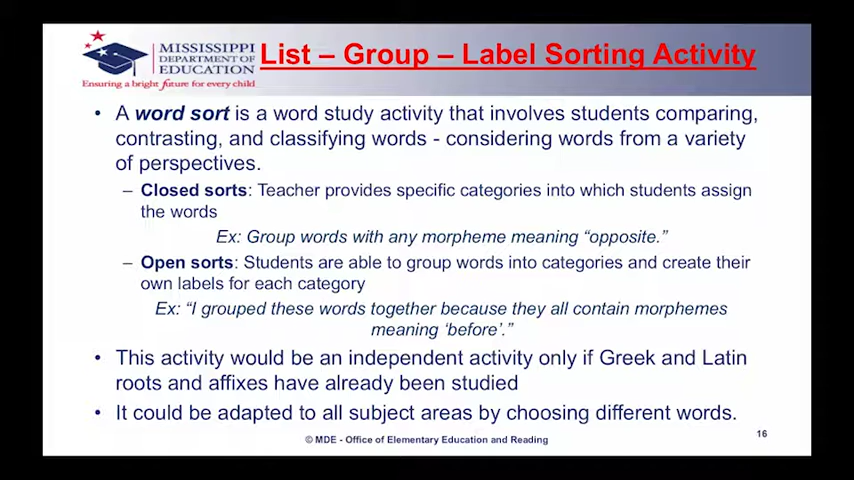 MISSISSIPPI
DEPARTMENT OF
EDUCATION
Ensuring a bright future for every child
List – Group – Label Sorting Activity
• A word sort is a word study activity that involves students comparing,
contrasting, and classifying words - considering words from a variety
of perspectives.
– Closed sorts: Teacher provides specific categories into which students assign
the words
Ex: Group words with any morpheme meaning “opposite.”
– Open sorts: Students are able to group words into categories and create their
own labels for each category
Ex: “I grouped these words together because they all contain morphemes
meaning ‘before’.”
• This activity would be an independent activity only if Greek and Latin
roots and affixes have already been studied
• It could be adapted to all subject areas by choosing different words.
© MDE - Office of Elementary Education and Reading
16